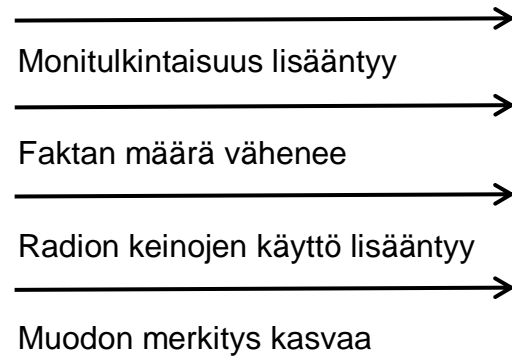 Monitulkintaisuus lisääntyy
Faktan määrä vähenee
Radion keinojen käyttö lisääntyy
Muodon merkitys kasvaa